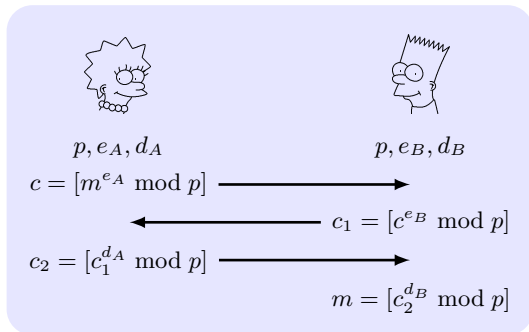 p, e_A, d_A p, e_B, d_B
c = [m^{e_A} mod p]
c_1 = [c^{e_B} mod p]
c_2 = [c_1^{d_A} mod p]
m = [c_2^{d_B} mod p]